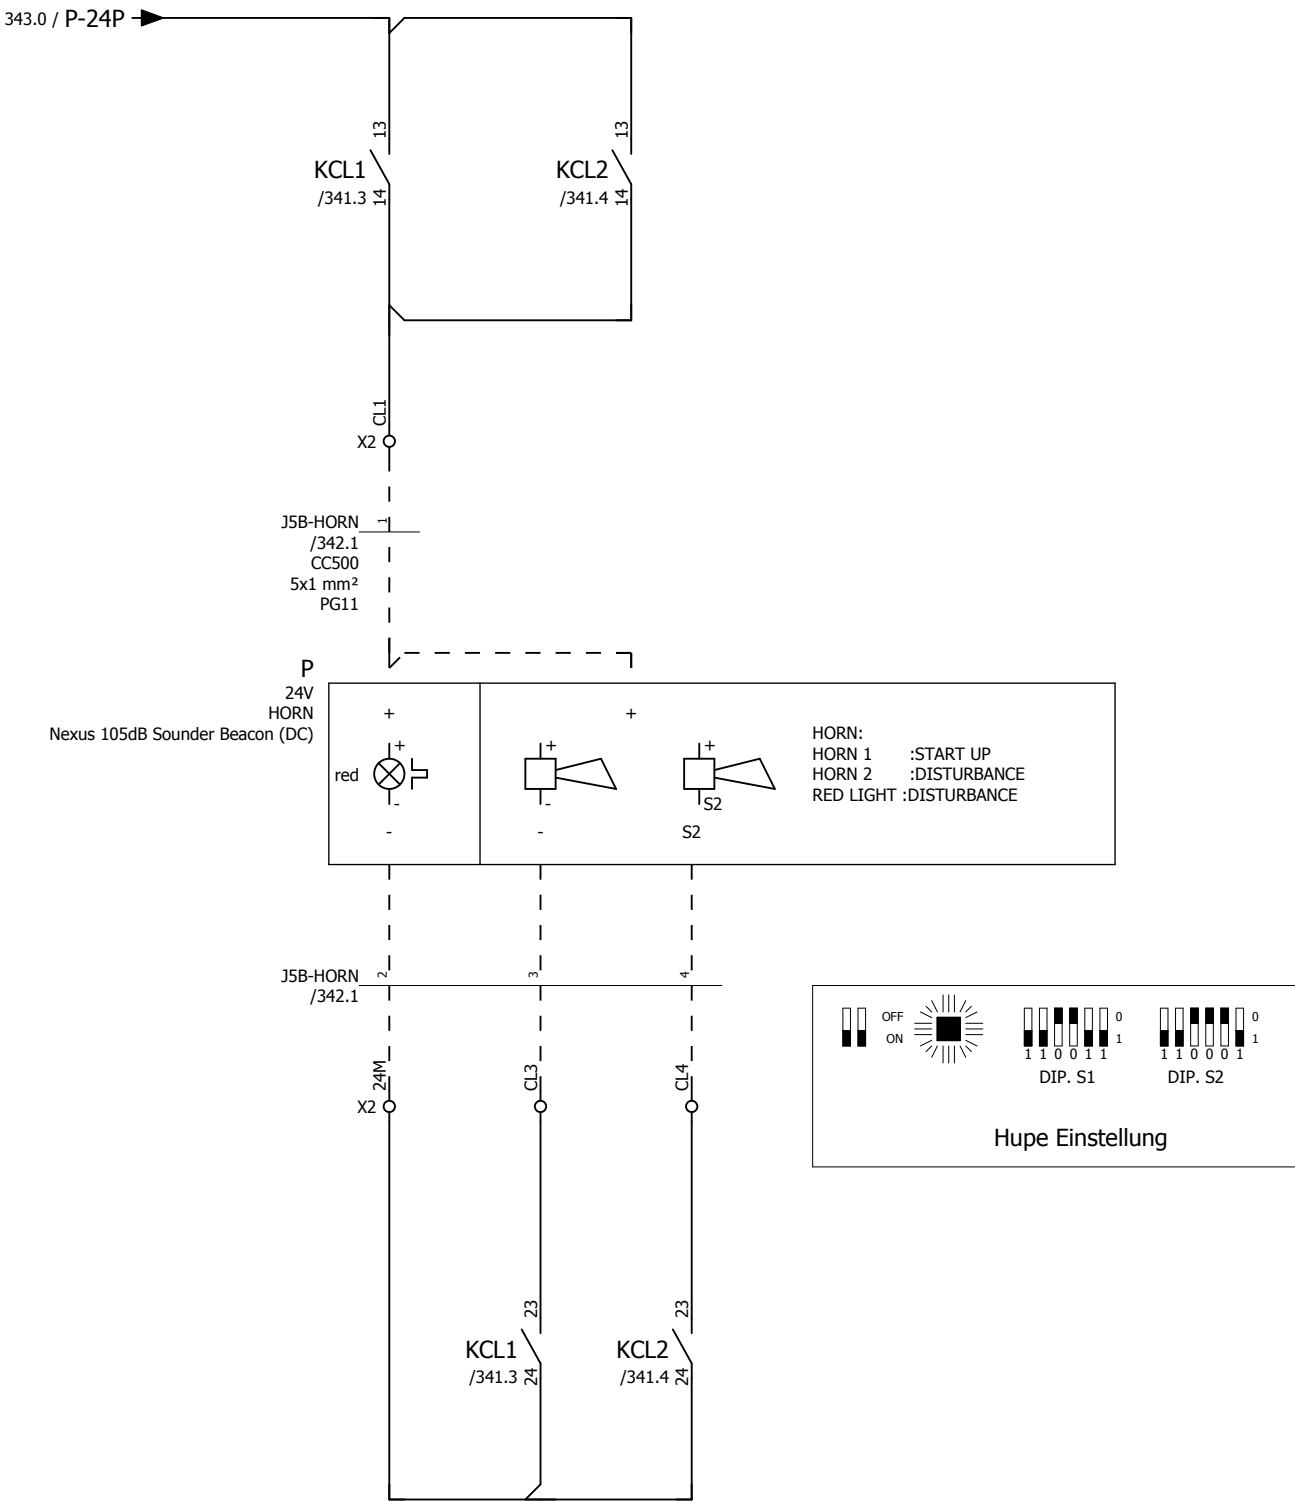 343.0 / P-24P
13
13
KCL1
/341.3
14
KCL2
/341.4
14
CL1
X2
J5B-HORN
1
/342.1
CC500
5x1 mm²
PG11
P
24V
HORN
Nexus 105dB Sounder Beacon (DC)
+
+
red
+
-
-
+
-
-
+
S2
S2
HORN:
HORN 1 :START UP
HORN 2 :DISTURBANCE
RED LIGHT :DISTURBANCE
J5B-HORN
/342.1
2
3
4
24M
CL3
CL4
X2
OFF
ON
0
1
1 1 0 0 1 1
DIP. S1
0
1
1 1 0 0 0 1
DIP. S2
Hupe Einstellung
23
23
KCL1
/341.3
24
KCL2
/341.4
24